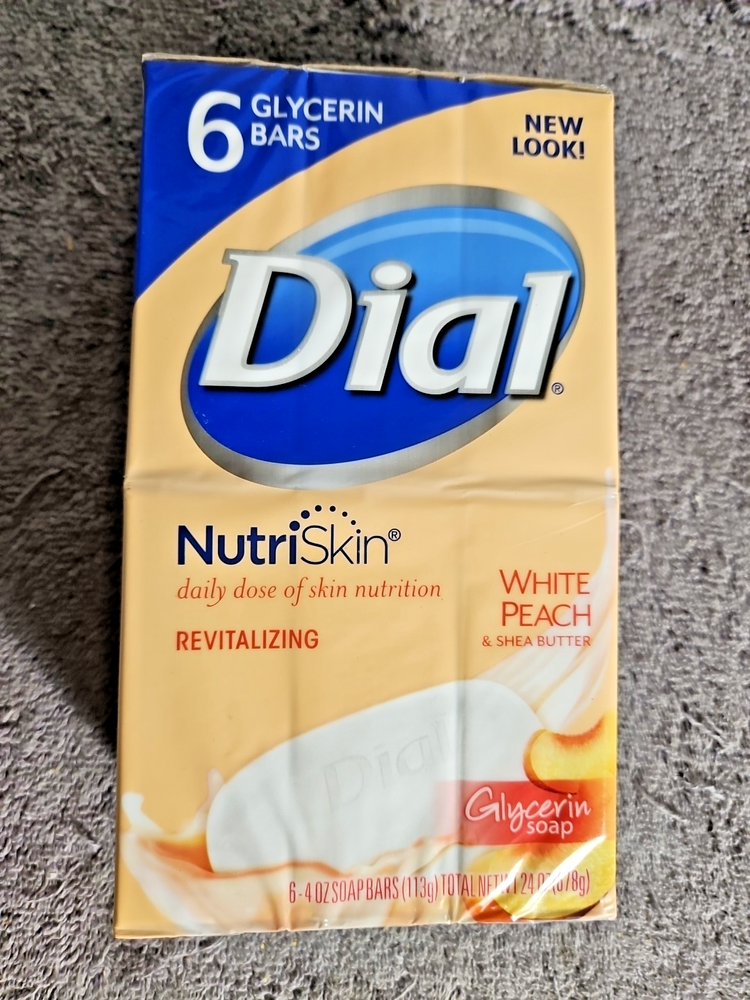 6 GLYCERIN
BARS
NEW
LOOK!
Dial®
NutriSkin®
daily dose of skin nutrition
REVITALIZING
WHITE
PEACH
& SHEA BUTTER
Dial
Glycerin
soap
6-4 OZ SOAP BARS (113g) TOTAL NET WT 24 OZ (678g)